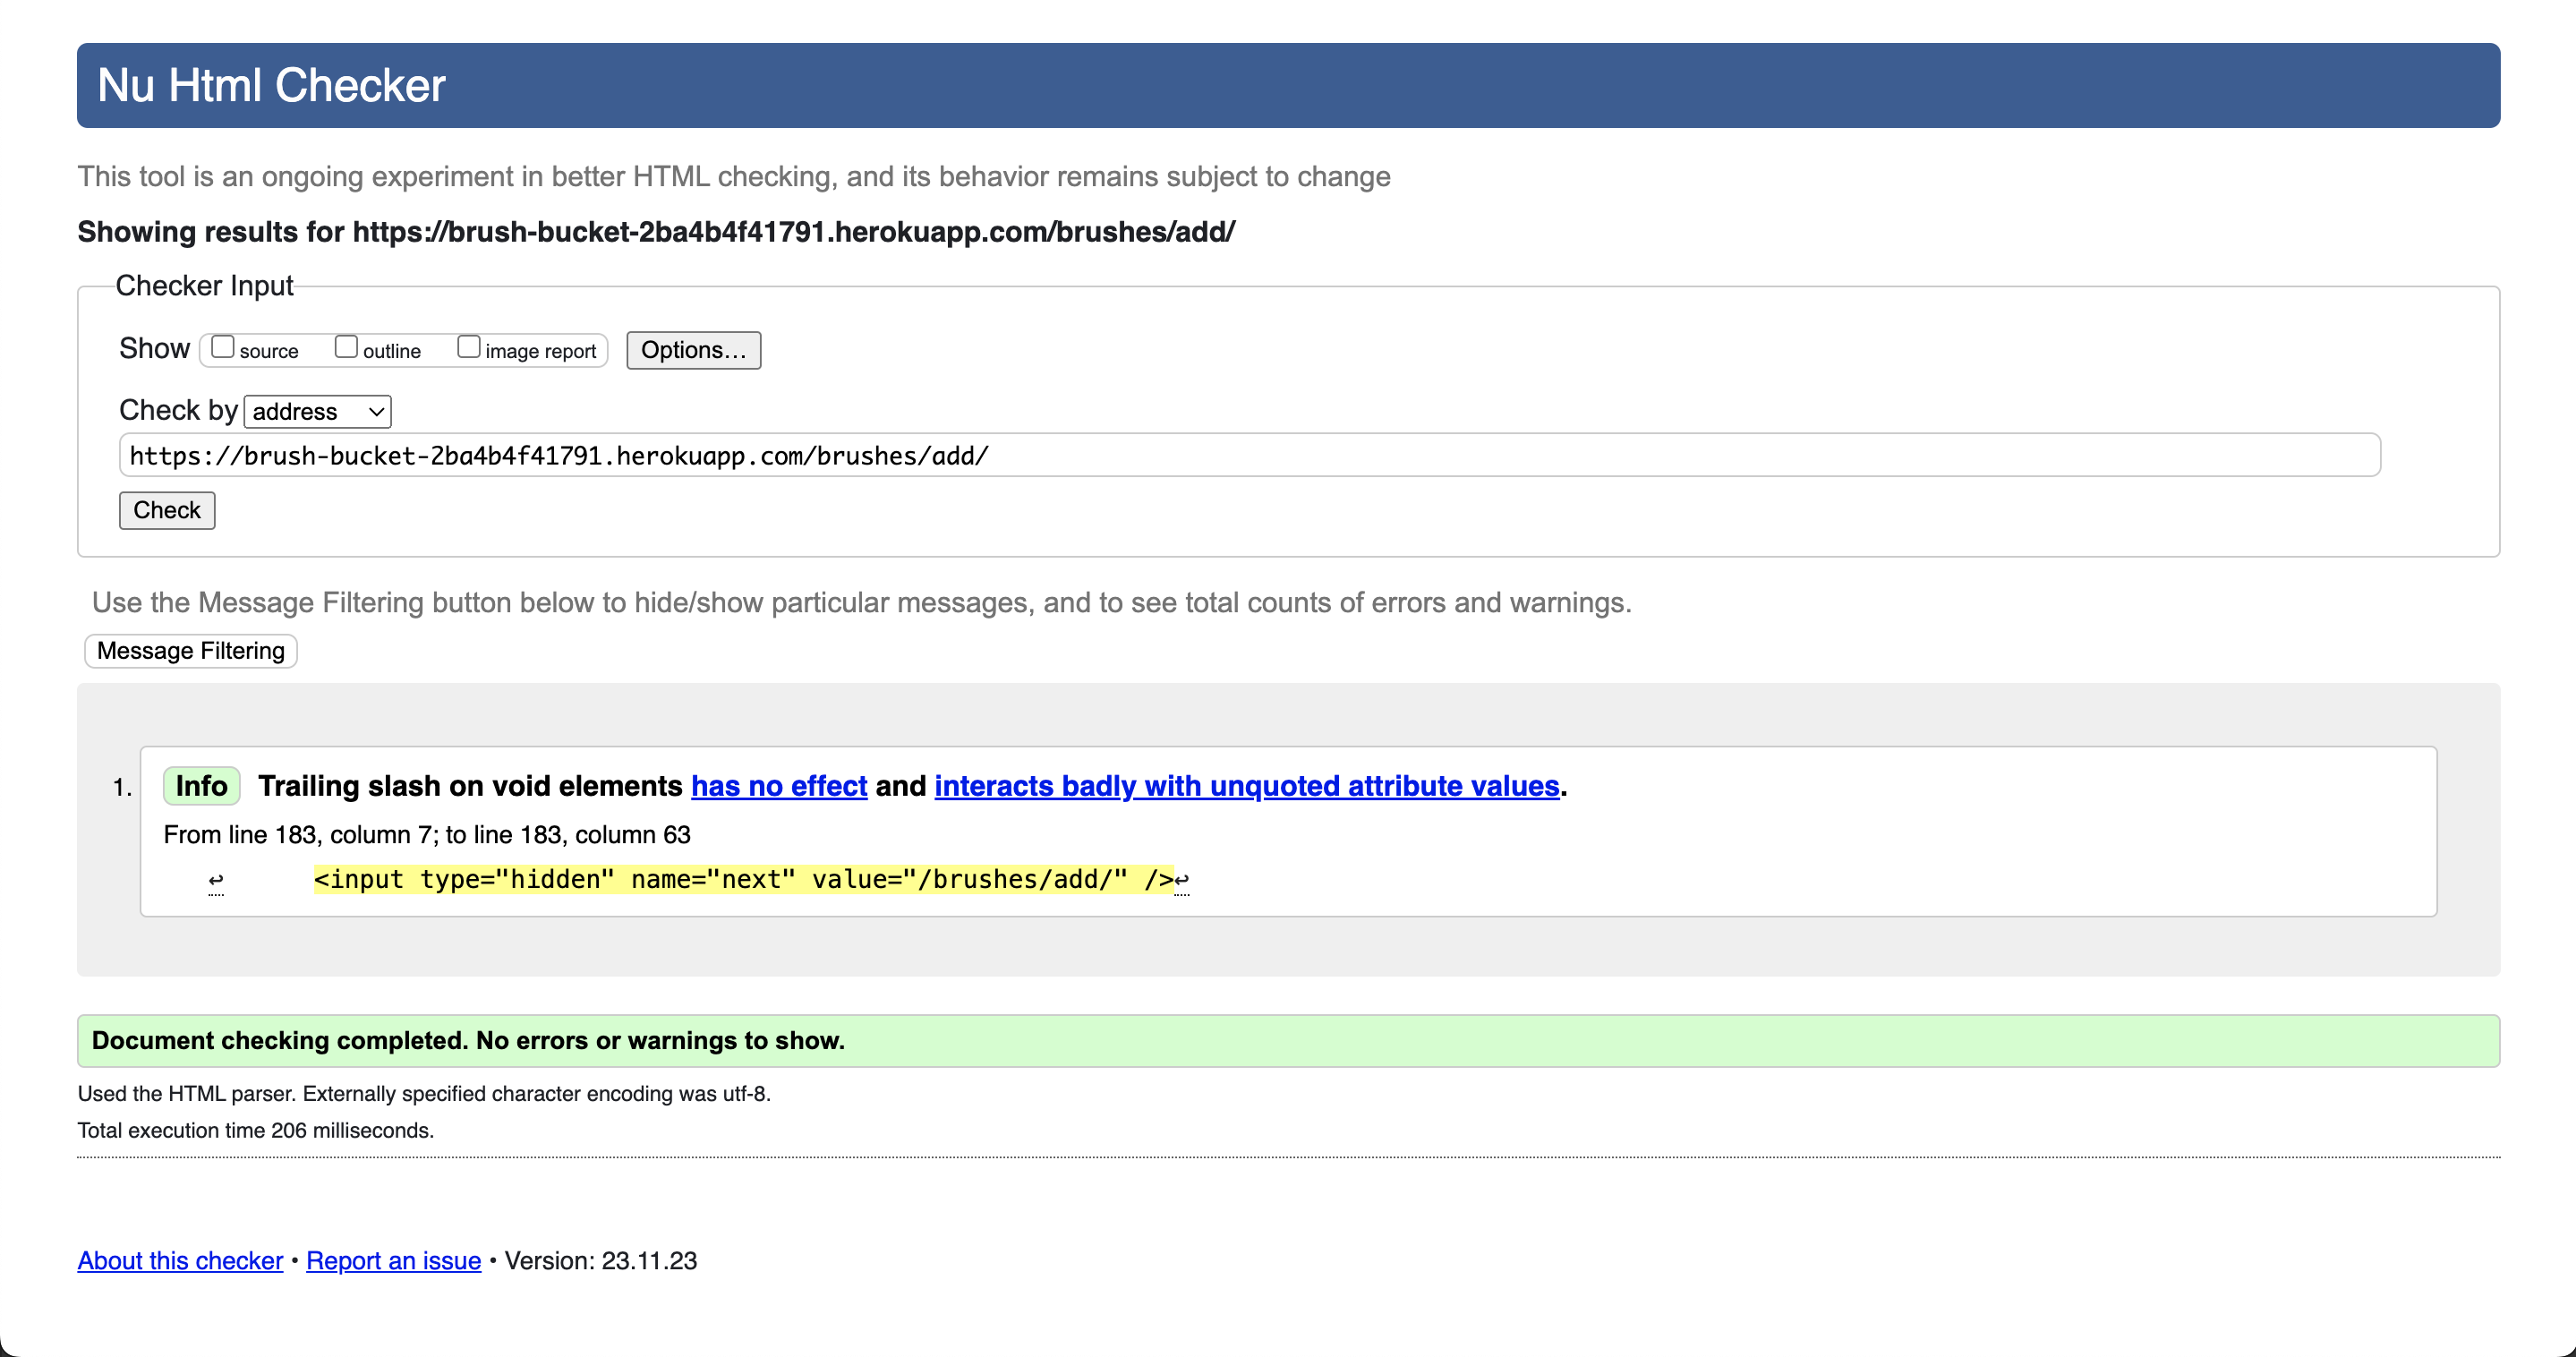 Nu Html Checker
This tool is an ongoing experiment in better HTML checking, and its behavior remains subject to change
Showing results for https://brush-bucket-2ba4b4f41791.herokuapp.com/brushes/add/
Checker Input
Show source outline image report Options…
Check by address
https://brush-bucket-2ba4b4f41791.herokuapp.com/brushes/add/
Check
Use the Message Filtering button below to hide/show particular messages, and to see total counts of errors and warnings.
Message Filtering
1. Info Trailing slash on void elements has no effect and interacts badly with unquoted attribute values.
From line 183, column 7; to line 183, column 63
↩ <input type="hidden" name="next" value="/brushes/add/" />↩
Document checking completed. No errors or warnings to show.
Used the HTML parser. Externally specified character encoding was utf-8.
Total execution time 206 milliseconds.
About this checker • Report an issue • Version: 23.11.23